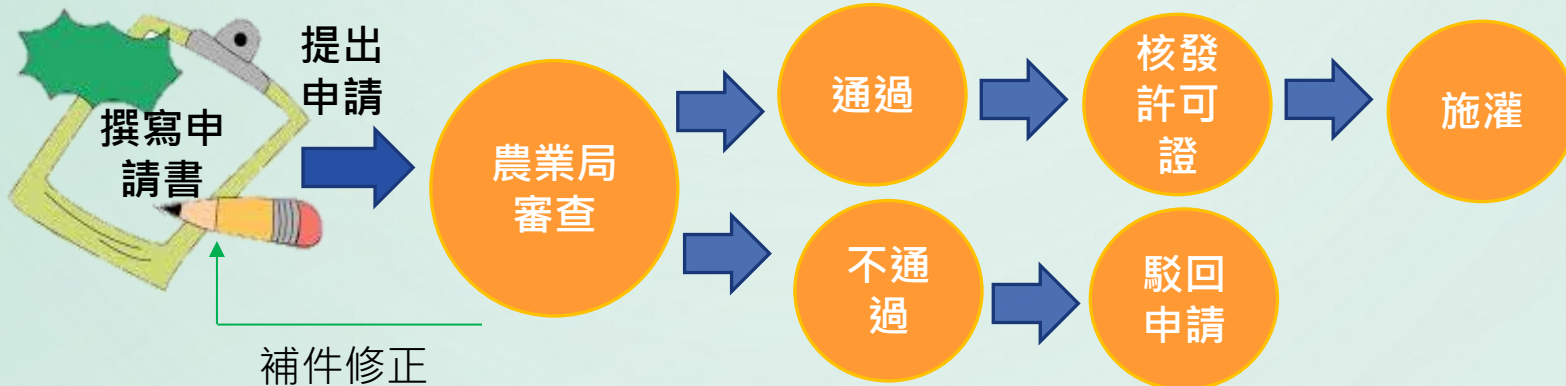 撰寫申
請書
提出
申請
農業局
審查
通過
核發
許可
證
施灌
不通
過
駁回
申請
補件修正